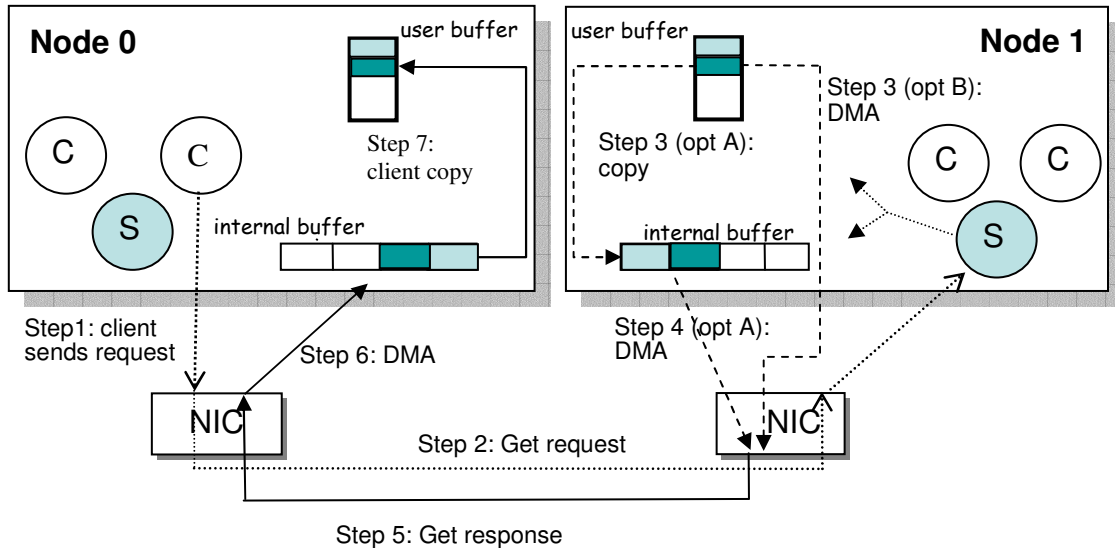 Node 0
user buffer
C
C
S
Step 7:
client copy
internal buffer
user buffer
Node 1
Step 3 (opt B):
DMA
Step 3 (opt A):
copy
C
C
S
internal buffer
Step1: client
sends request
Step 6: DMA
Step 4 (opt A):
DMA
NIC
NIC
Step 2: Get request
Step 5: Get response